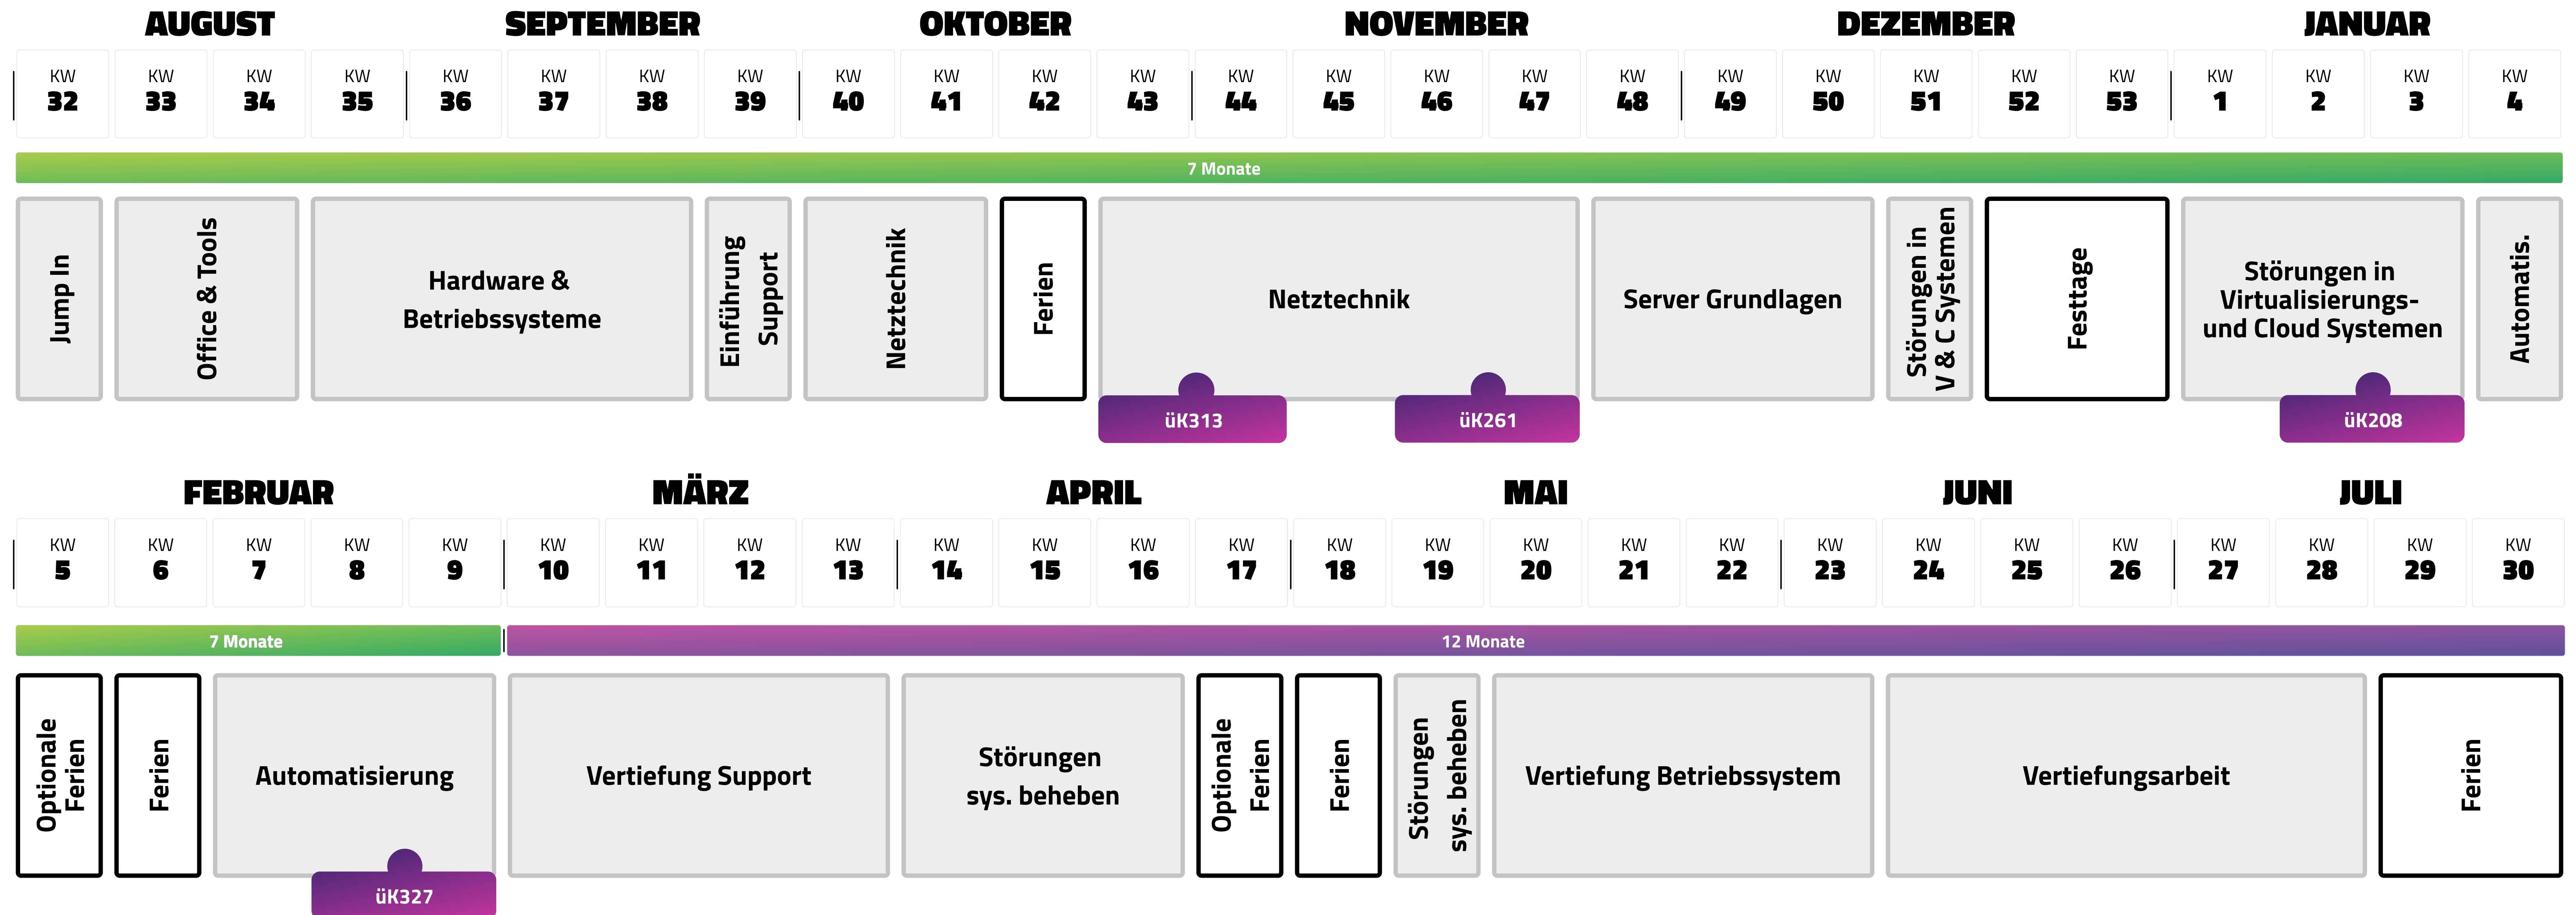 AUGUST SEPTEMBER OKTOBER NOVEMBER DEZEMBER JANUAR
KW KW KW KW KW KW KW KW KW KW KW KW KW KW KW KW KW KW KW KW KW KW KW KW KW KW
32 33 34 35 36 37 38 39 40 41 42 43 44 45 46 47 48 49 50 51 52 53 1 2 3 4
7 Monate
Jump In
Office & Tools
Hardware &
Betriebssysteme
Einführung
Support
Netztechnik
Ferien
Netztechnik
Server Grundlagen
Störungen in
V & C Systemen
Festtage
Störungen in
Virtualisierungs-
und Cloud Systemen
Automatis.
üK313
üK261
üK208
FEBRUAR MÄRZ APRIL MAI JUNI JULI
KW KW KW KW KW KW KW KW KW KW KW KW KW KW KW KW KW KW KW KW KW KW KW KW KW KW
5 6 7 8 9 10 11 12 13 14 15 16 17 18 19 20 21 22 23 24 25 26 27 28 29 30
7 Monate 12 Monate
Optionale
Ferien
Ferien
Automatisierung
Vertiefung Support
Störungen
sys. beheben
Optionale
Ferien
Ferien
Störungen
sys. beheben
Vertiefung Betriebssystem
Vertiefungsarbeit
Ferien
üK327